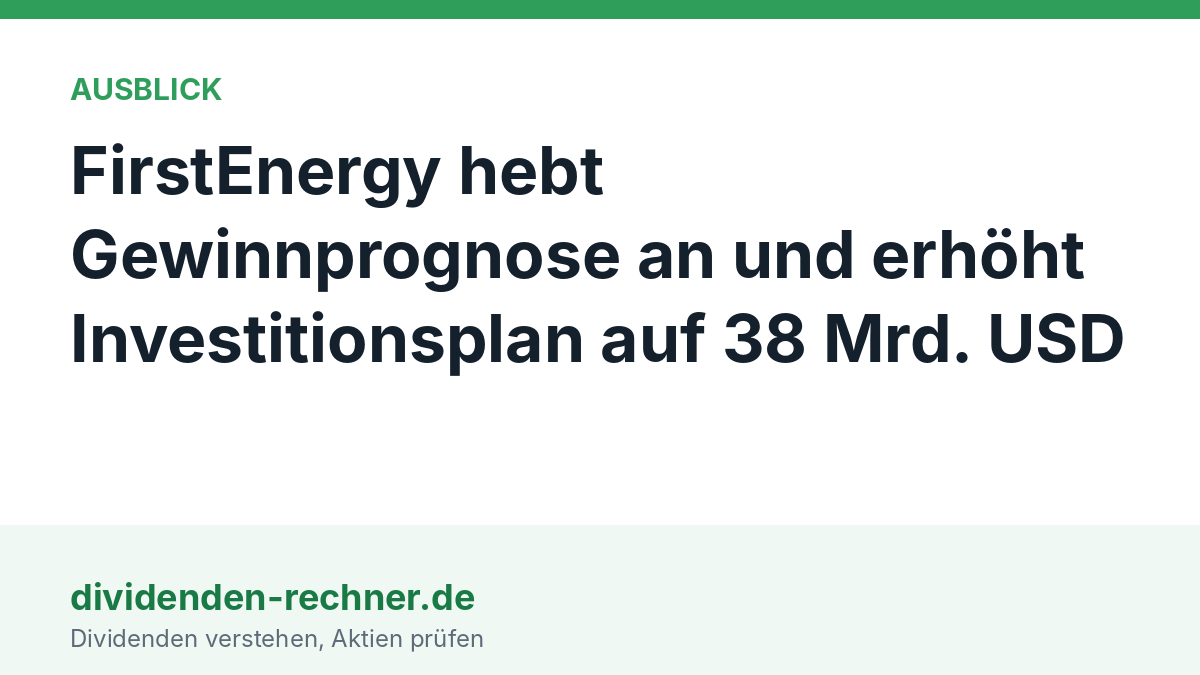 AUSBLICK
FirstEnergy hebt
Gewinnprognose an und erhöht
Investitionsplan auf 38 Mrd. USD
dividenden-rechner.de
Dividenden verstehen, Aktien prüfen